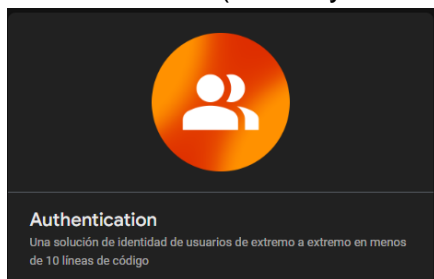 Authentication
Una solución de identidad de usuarios de extremo a extremo en menos
de 10 líneas de código